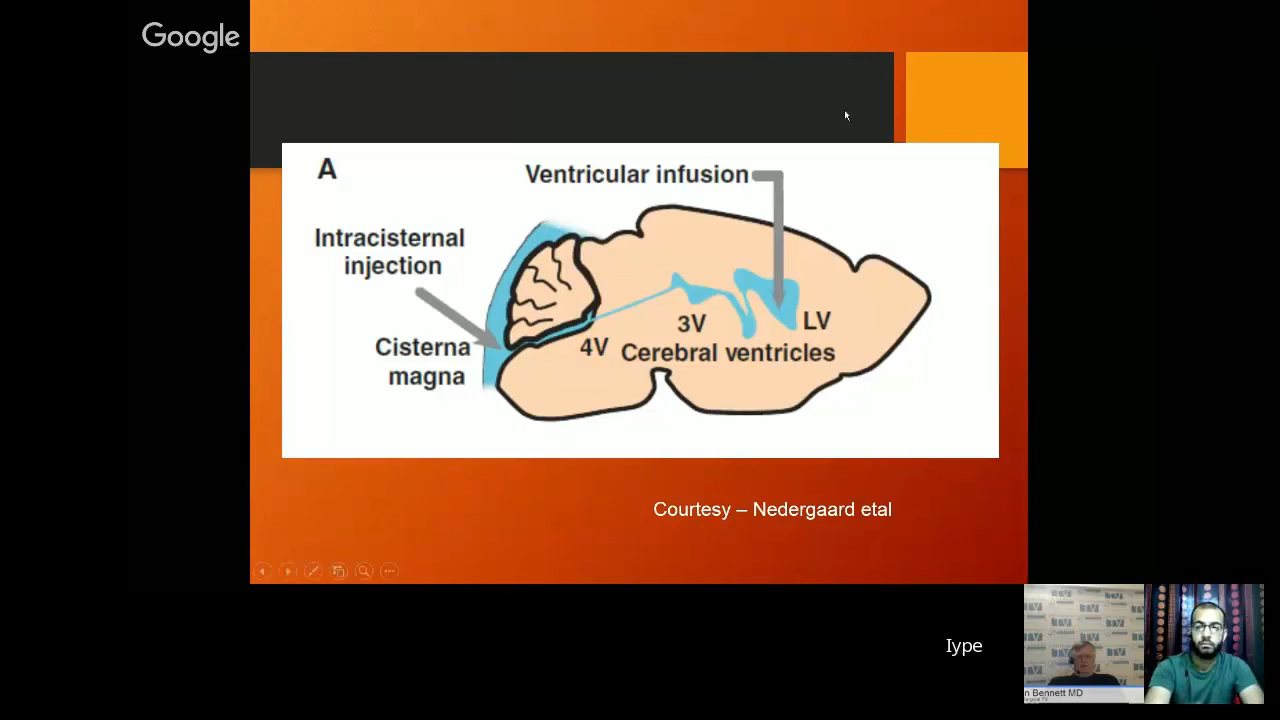 Google
A
Ventricular infusion
Intracisternal
injection
Cisterna
magna
4V
3V
LV
Cerebral ventricles
Courtesy – Nedergaard etal
Iype
n Bennett MD